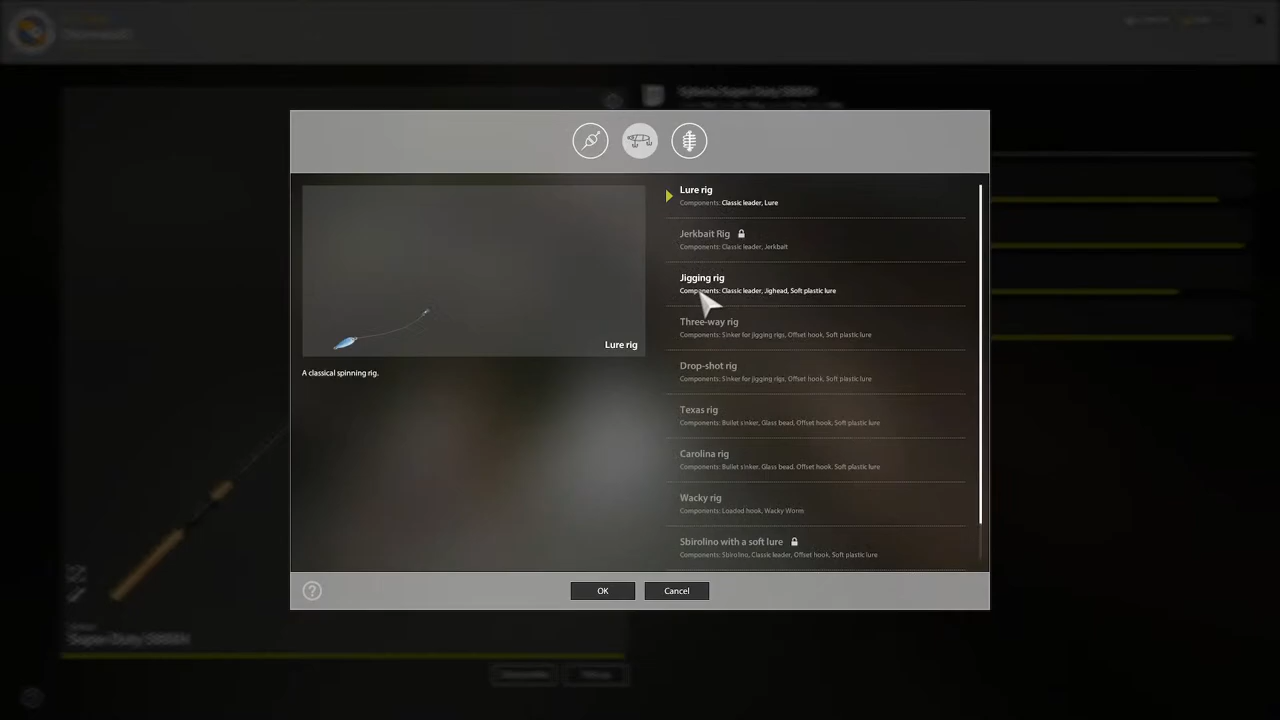 Lure rig
Components: Classic leader, Lure
Jerkbait Rig
Components: Classic leader, Jerkbait
Jigging rig
Components: Classic leader, Jighead, Soft plastic lure
Three-way rig
Components: Sinker for jigging rigs, Offset hook, Soft plastic lure
Drop-shot rig
Components: Sinker for jigging rigs, Offset hook, Soft plastic lure
Texas rig
Components: Bullet sinker, Glass bead, Offset hook, Soft plastic lure
Carolina rig
Components: Bullet sinker, Glass bead, Offset hook, Soft plastic lure
Wacky rig
Components: Loaded hook, Wacky Worm
Sbirolino with a soft lure
Components: Sbirolino, Classic leader, Offset hook, Soft plastic lure
Lure rig
A classical spinning rig.
?
OK
Cancel